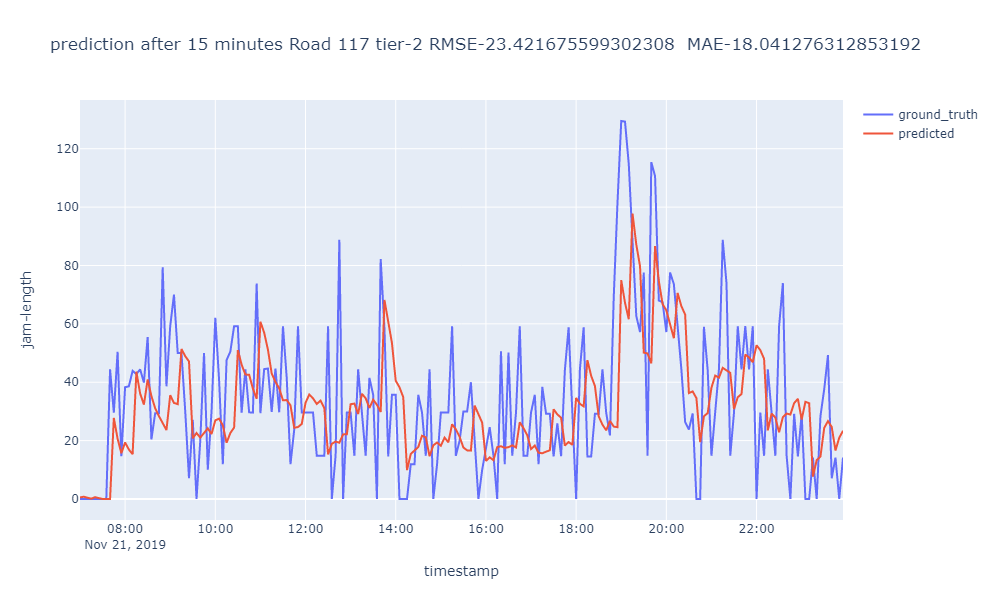 prediction after 15 minutes Road 117 tier-2 RMSE-23.421675599302308  MAE-18.041276312853192
ground_truth
predicted
jam-length
120
100
80
60
40
20
0
08:00 10:00 12:00 14:00 16:00 18:00 20:00 22:00
Nov 21, 2019
timestamp